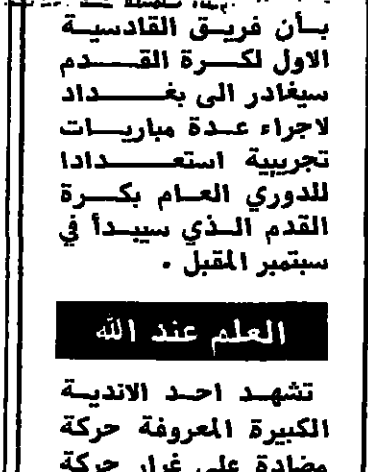 بأن فريق القادسية
الاول لكرة القدم
سيغادر الى بغداد
لاجراء عدة مباريات
تجريبية استعدادا
للدوري العام بكرة
القدم الذي سيبدأ في
سبتمبر المقبل .
العلم عند الله
تشهد احد الاندية
الكبيرة المعروفة حركة
مضادة على غرار حركة